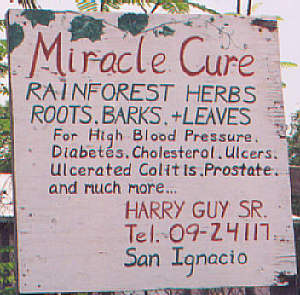 Miracle Cure
RAINFOREST HERBS
ROOTS. BARKS. + LEAVES
For High Blood Pressure.
Diabetes. Cholesterol. Ulcers.
Ulcerated Colitis. Prostate.
and much more...
HARRY GUY SR.
Tel. 09-24117
San Ignacio